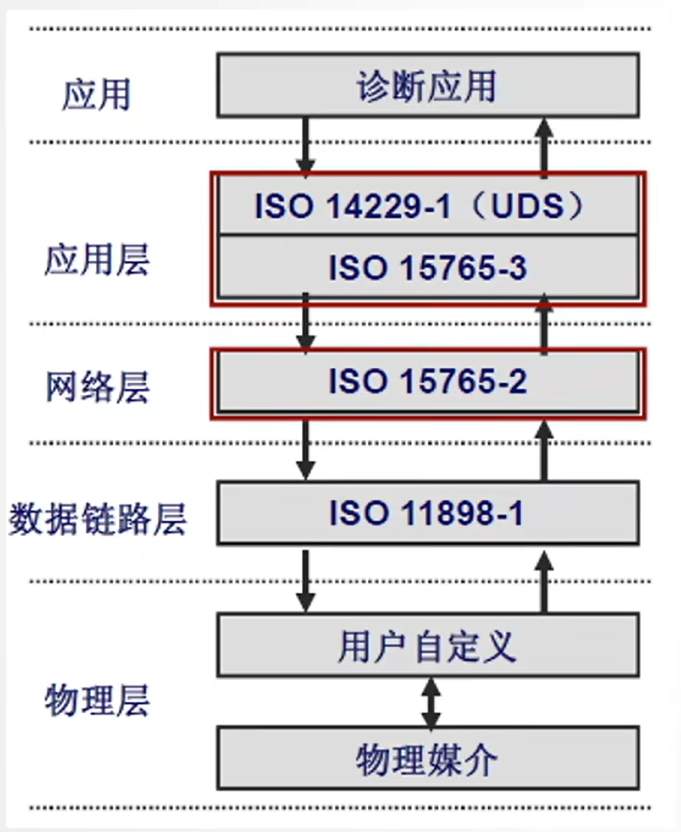 应用
诊断应用
应用层
ISO 14229-1（UDS）
ISO 15765-3
网络层
ISO 15765-2
数据链路层
ISO 11898-1
物理层
用户自定义
物理媒介